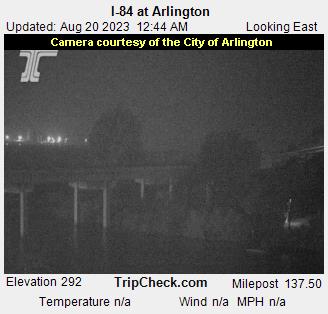 I-84 at Arlington
Updated: Aug 20 2023 12:44 AM Looking East
Camera courtesy of the City of Arlington
Elevation 292 TripCheck.com Milepost 137.50
Temperature n/a Wind n/a MPH n/a